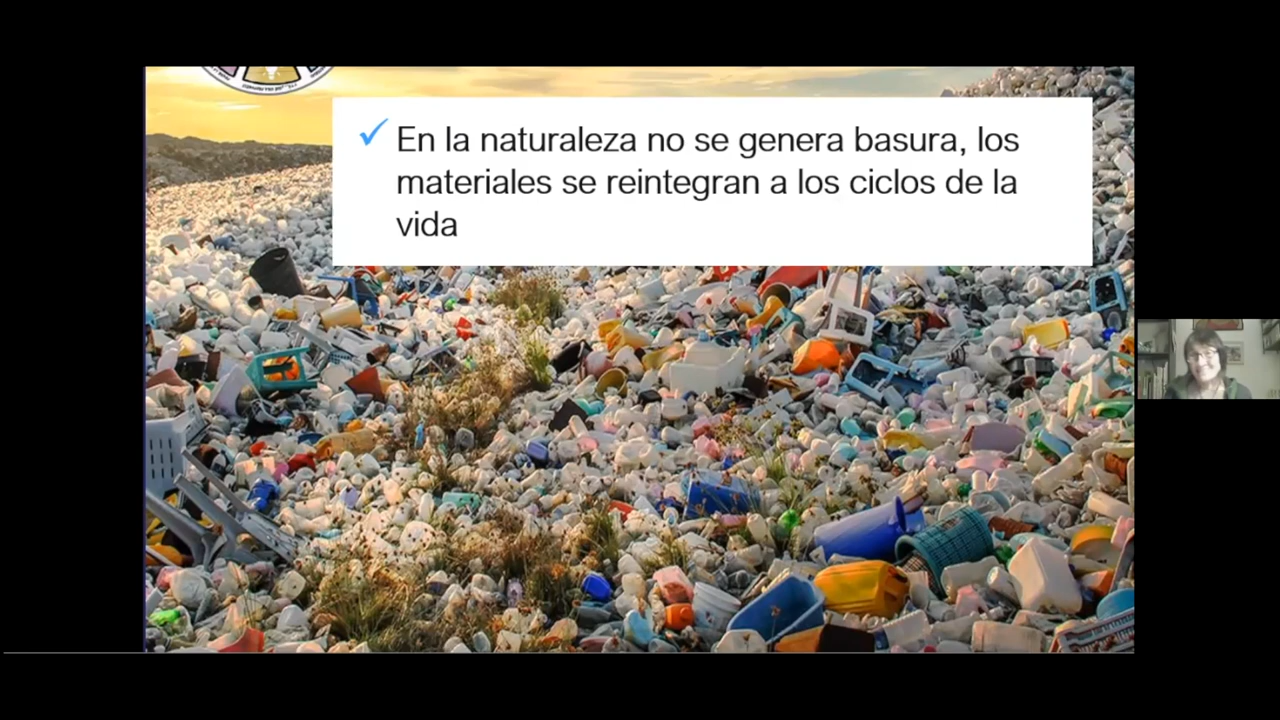 En la naturaleza no se genera basura, los
materiales se reintegran a los ciclos de la
vida